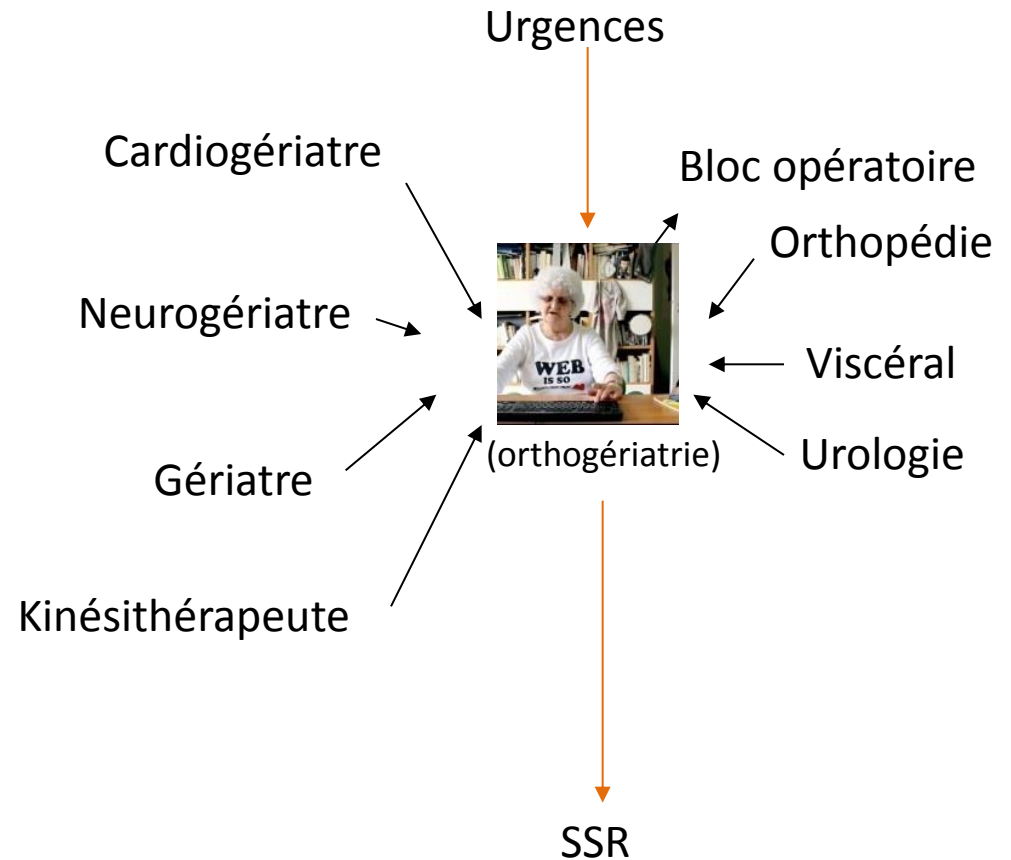 Urgences
Cardiogériatre
Bloc opératoire
Orthopédie
Neurogériatre
Viscéral
WEB
IS SO
(orthogériatrie)
Urologie
Gériatre
Kinésithérapeute
SSR